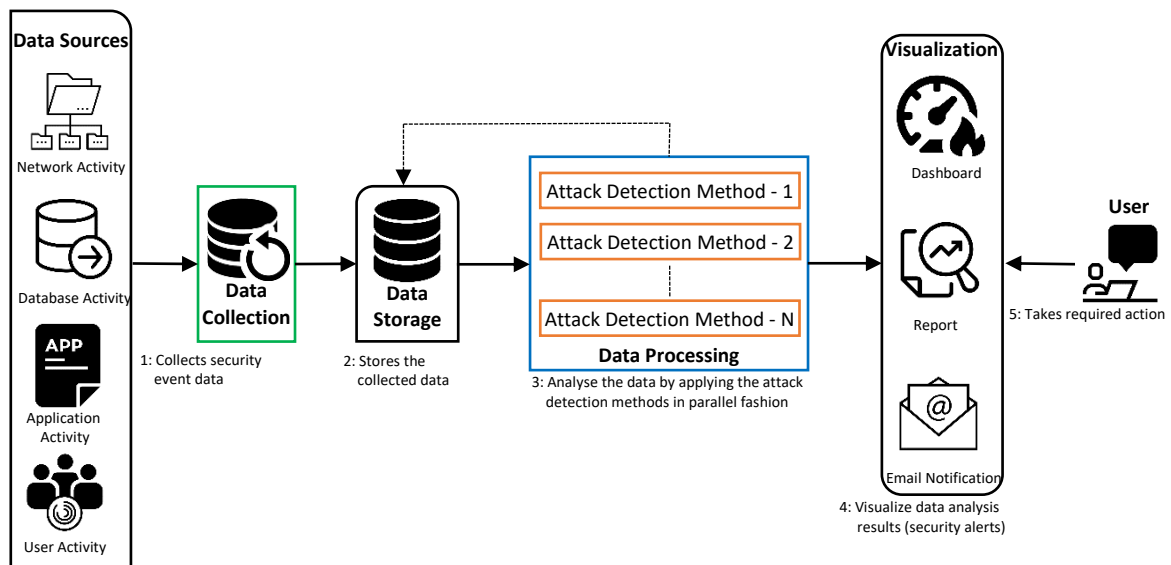 Data Sources
Network Activity
Database Activity
APP
Application
Activity
User Activity
Data
Collection
1: Collects security
event data
Data
Storage
2: Stores the
collected data
Attack Detection Method - 1
Attack Detection Method - 2
Attack Detection Method - N
Data Processing
3: Analyse the data by applying the attack
detection methods in parallel fashion
Visualization
Dashboard
Report
@
Email Notification
4: Visualize data analysis
results (security alerts)
User
5: Takes required action